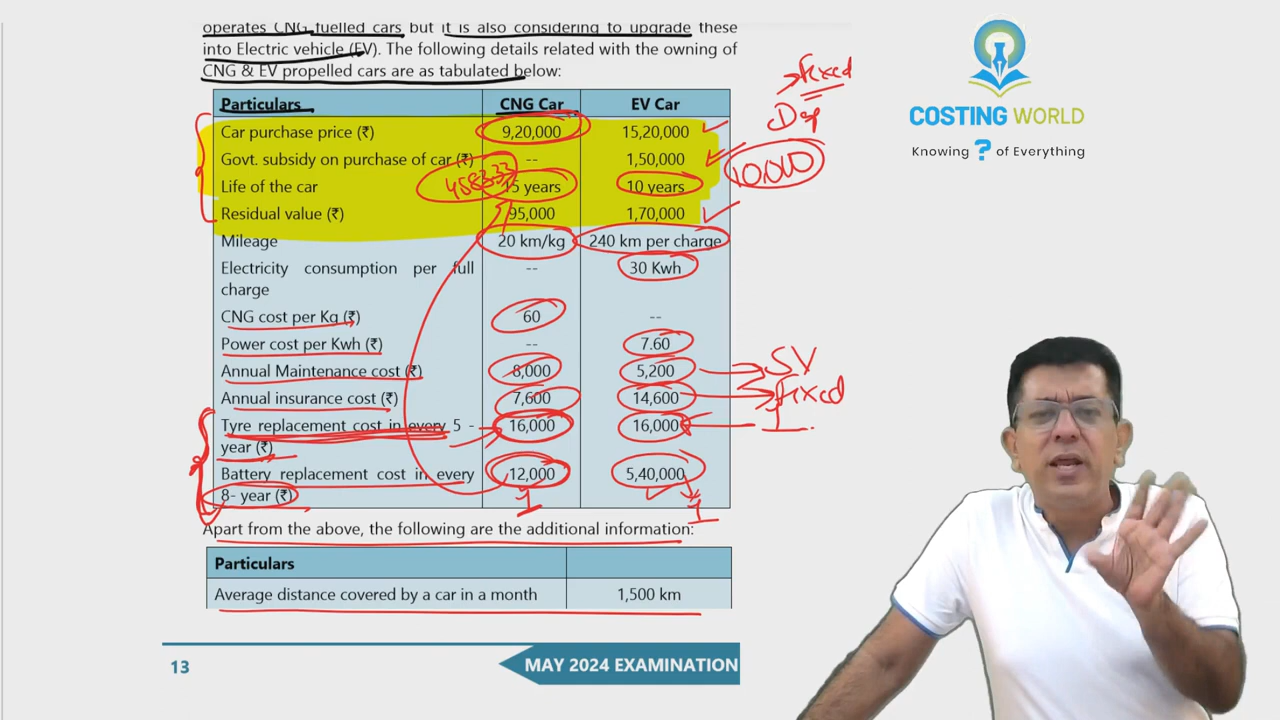 operates CNG fuelled cars but it is also considering to upgrade these
into Electric vehicle (EV). The following details related with the owning of
CNG & EV propelled cars are as tabulated below:
Particulars CNG Car EV Car
Car purchase price (₹) 9,20,000 15,20,000
Govt. subsidy on purchase of car (₹) -- 1,50,000
Life of the car 15 years 10 years
Residual value (₹) 95,000 1,70,000
Mileage 20 km/kg 240 km per charge
Electricity consumption per full
charge -- 30 Kwh
CNG cost per Kg (₹) 60 --
Power cost per Kwh (₹) -- 7.60
Annual Maintenance cost (₹) 8,000 5,200
Annual insurance cost (₹) 7,600 14,600
Tyre replacement cost in every 5 -
year (₹) 16,000 16,000
Battery replacement cost in every
8- year (₹) 12,000 5,40,000
Apart from the above, the following are the additional information:
Particulars
Average distance covered by a car in a month 1,500 km
13
MAY 2024 EXAMINATION
fixed
Dep
10,000
4583.33
SV
fixed
1
1
1
COSTING WORLD
Knowing ? of Everything